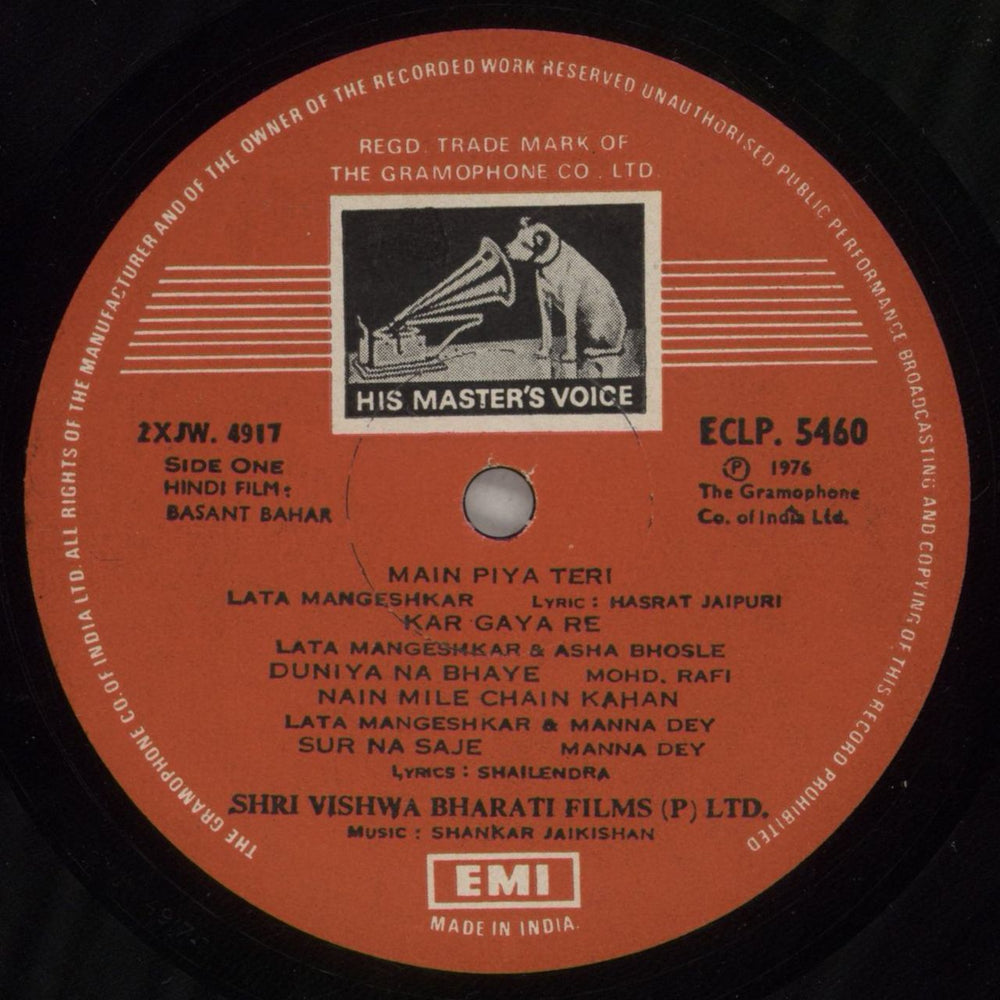 THE GRAMOPHONE CO. OF INDIA LTD. ALL RIGHTS OF THE MANUFACTURER AND OF THE OWNER OF THE RECORDED WORK RESERVED UNAUTHORISED PUBLIC PERFORMANCE BROADCASTING AND COPYING OF THIS RECORD PROHIBITED
REGD. TRADE MARK OF
THE GRAMOPHONE CO. LTD.
HIS MASTER'S VOICE
2XJW. 4917
SIDE ONE
HINDI FILM:
BASANT BAHAR
ECLP. 5460
Ⓟ 1976
The Gramophone
Co. of India Ltd.
MAIN PIYA TERI
LATA MANGESHKAR LYRIC : HASRAT JAIPURI
KAR GAYA RE
LATA MANGESHKAR & ASHA BHOSLE
DUNIYA NA BHAYE MOHD. RAFI
NAIN MILE CHAIN KAHAN
LATA MANGESHKAR & MANNA DEY
SUR NA SAJE MANNA DEY
LYRICS : SHAILENDRA
SHRI VISHWA BHARATI FILMS (P) LTD.
MUSIC : SHANKAR JAIKISHAN
EMI
MADE IN INDIA.